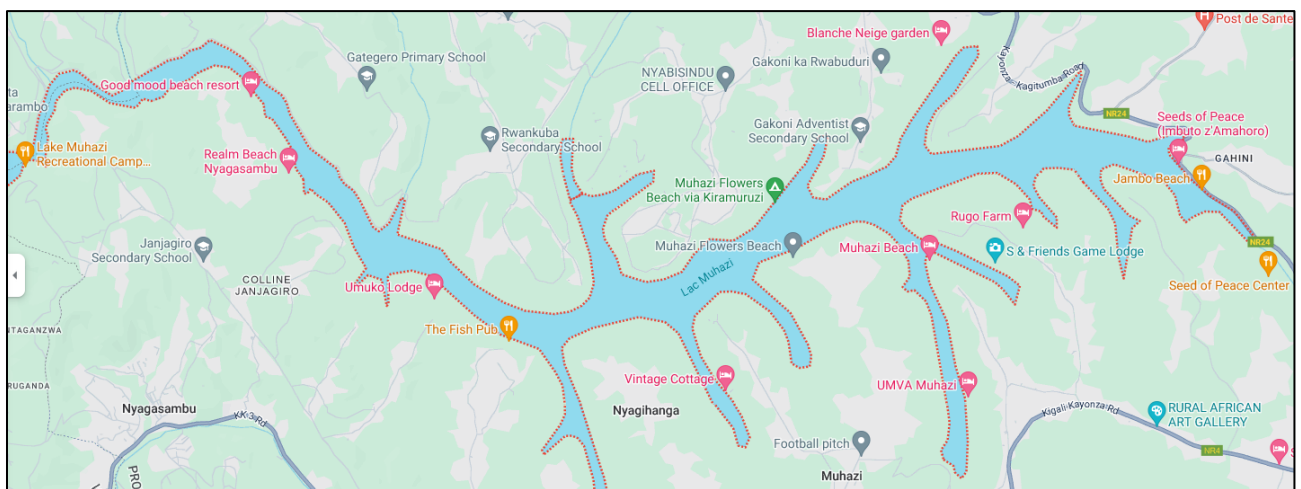 Post de Sante
Blanche Neige garden
Gategero Primary School
Gakoni ka Rwabuduri
NYABISINDU
CELL OFFICE
Kayonza
Kagitumba Road
Good mood beach resort
NR24
Seeds of Peace
(Imbuto z'Amahoro)
Gakoni Adventist
Secondary School
Rwankuba
Secondary School
Lake Muhazi
Recreational Camp...
Realm Beach
Nyagasambu
GAHINI
Jambo Beach
Muhazi Flowers
Beach via Kiramuruzi
Rugo Farm
Janjagiro
Secondary School
Muhazi Flowers Beach
Muhazi Beach
S & Friends Game Lodge
NR24
Lac Muhazi
COLLINE
JANJAGIRO
Umuko Lodge
Seed of Peace Center
NTAGANZWA
The Fish Pub
Vintage Cottage
UMVA Muhazi
RUGANDA
Nyagasambu
KK 3 Rd
Nyagihanga
Kigali-Kayonza Rd
RURAL AFRICAN
ART GALLERY
Football pitch
NR4
Muhazi